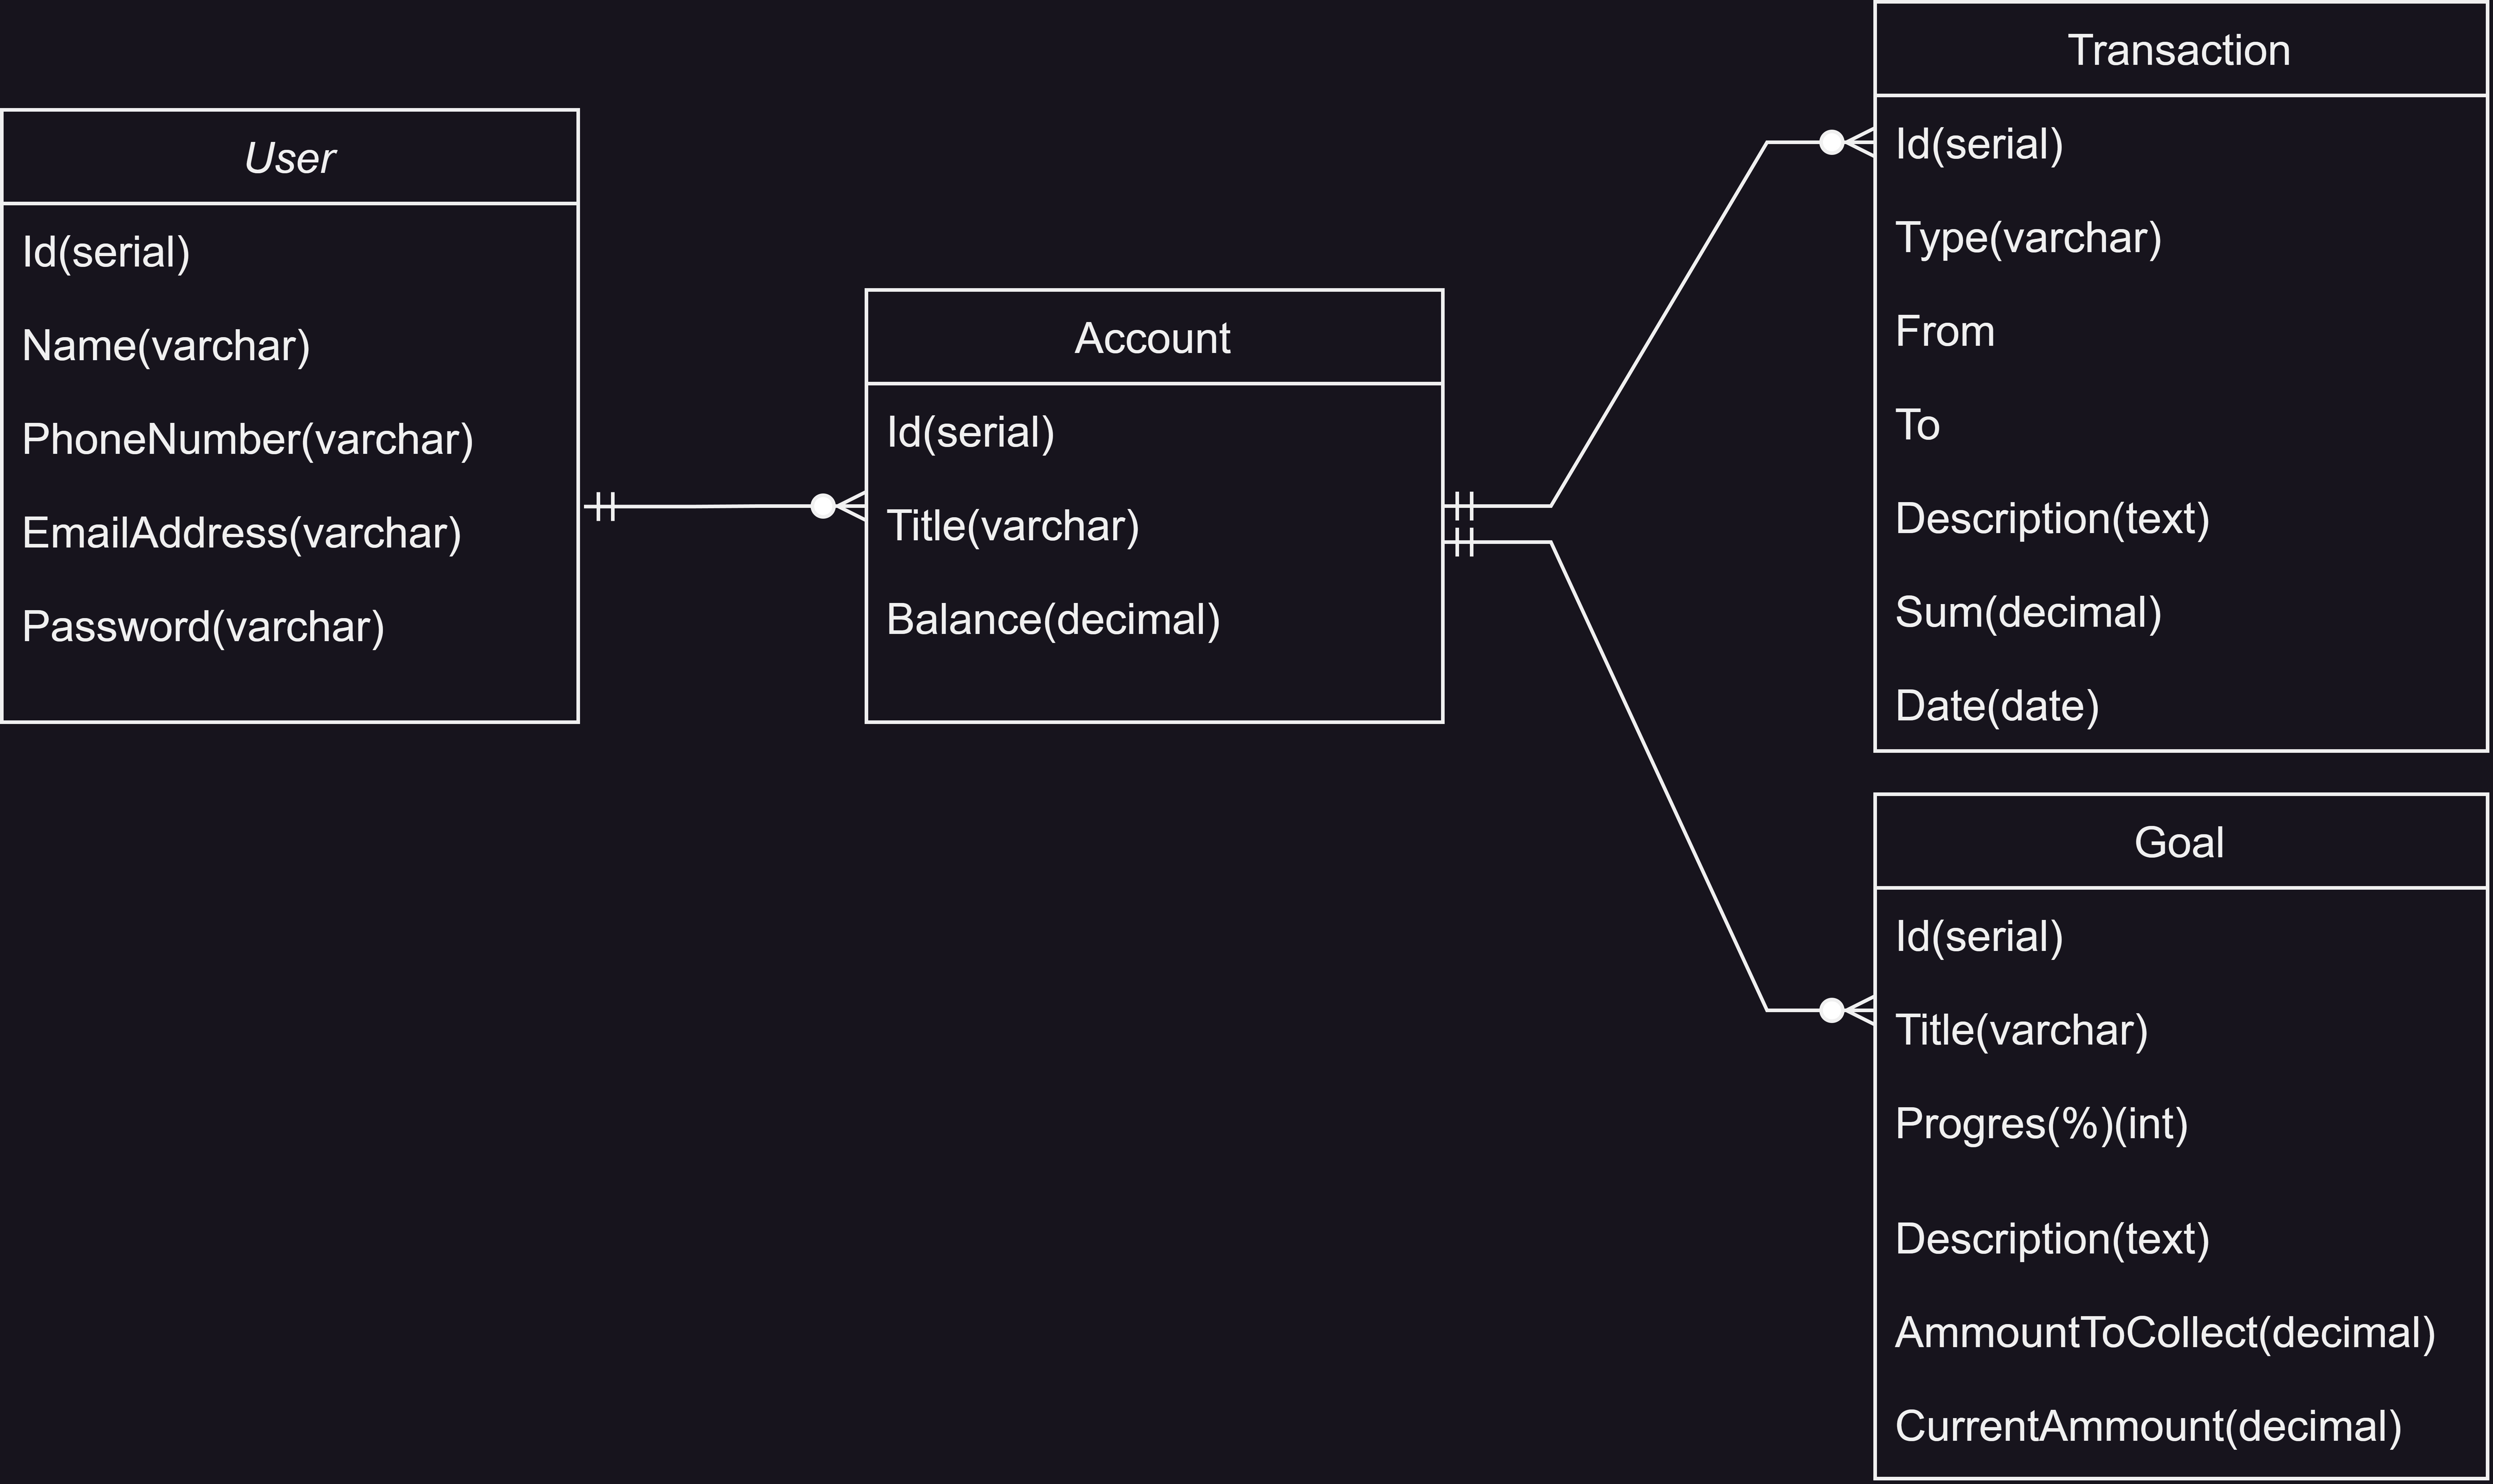 User
Id(serial)
Name(varchar)
PhoneNumber(varchar)
EmailAddress(varchar)
Password(varchar)
Account
Id(serial)
Title(varchar)
Balance(decimal)
Transaction
Id(serial)
Type(varchar)
From
To
Description(text)
Sum(decimal)
Date(date)
Goal
Id(serial)
Title(varchar)
Progres(%)(int)
Description(text)
AmmountToCollect(decimal)
CurrentAmmount(decimal)